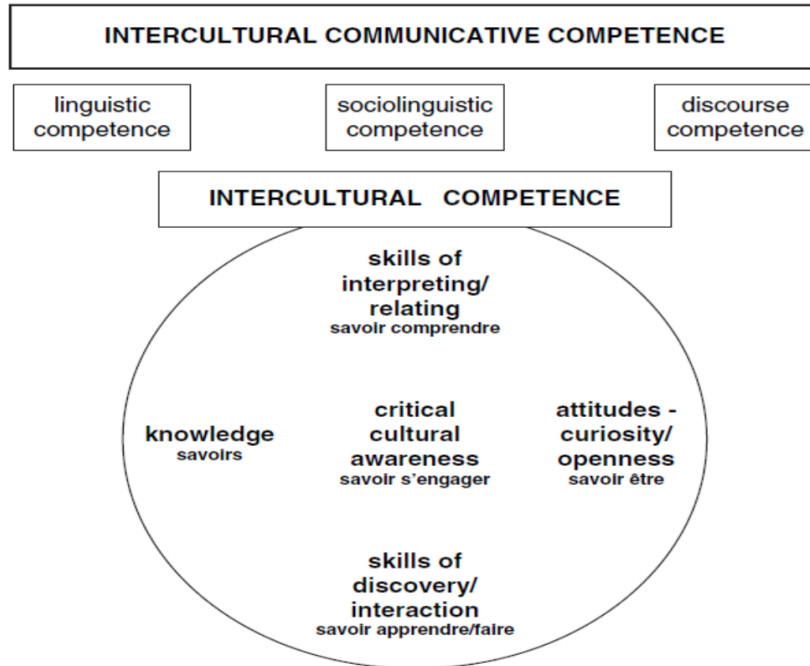 INTERCULTURAL COMMUNICATIVE COMPETENCE
linguistic
competence
sociolinguistic
competence
discourse
competence
INTERCULTURAL COMPETENCE
skills of
interpreting/
relating
savoir comprendre
knowledge
savoirs
critical
cultural
awareness
savoir s'engager
attitudes -
curiosity/
openness
savoir être
skills of
discovery/
interaction
savoir apprendre/faire